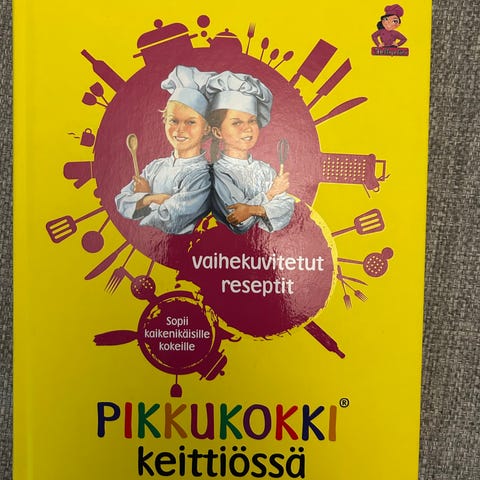 vaihekuvitetut
reseptit
Sopii
kaikenikäisille
kokeille
PIKKUKOKKI®
keittiössä